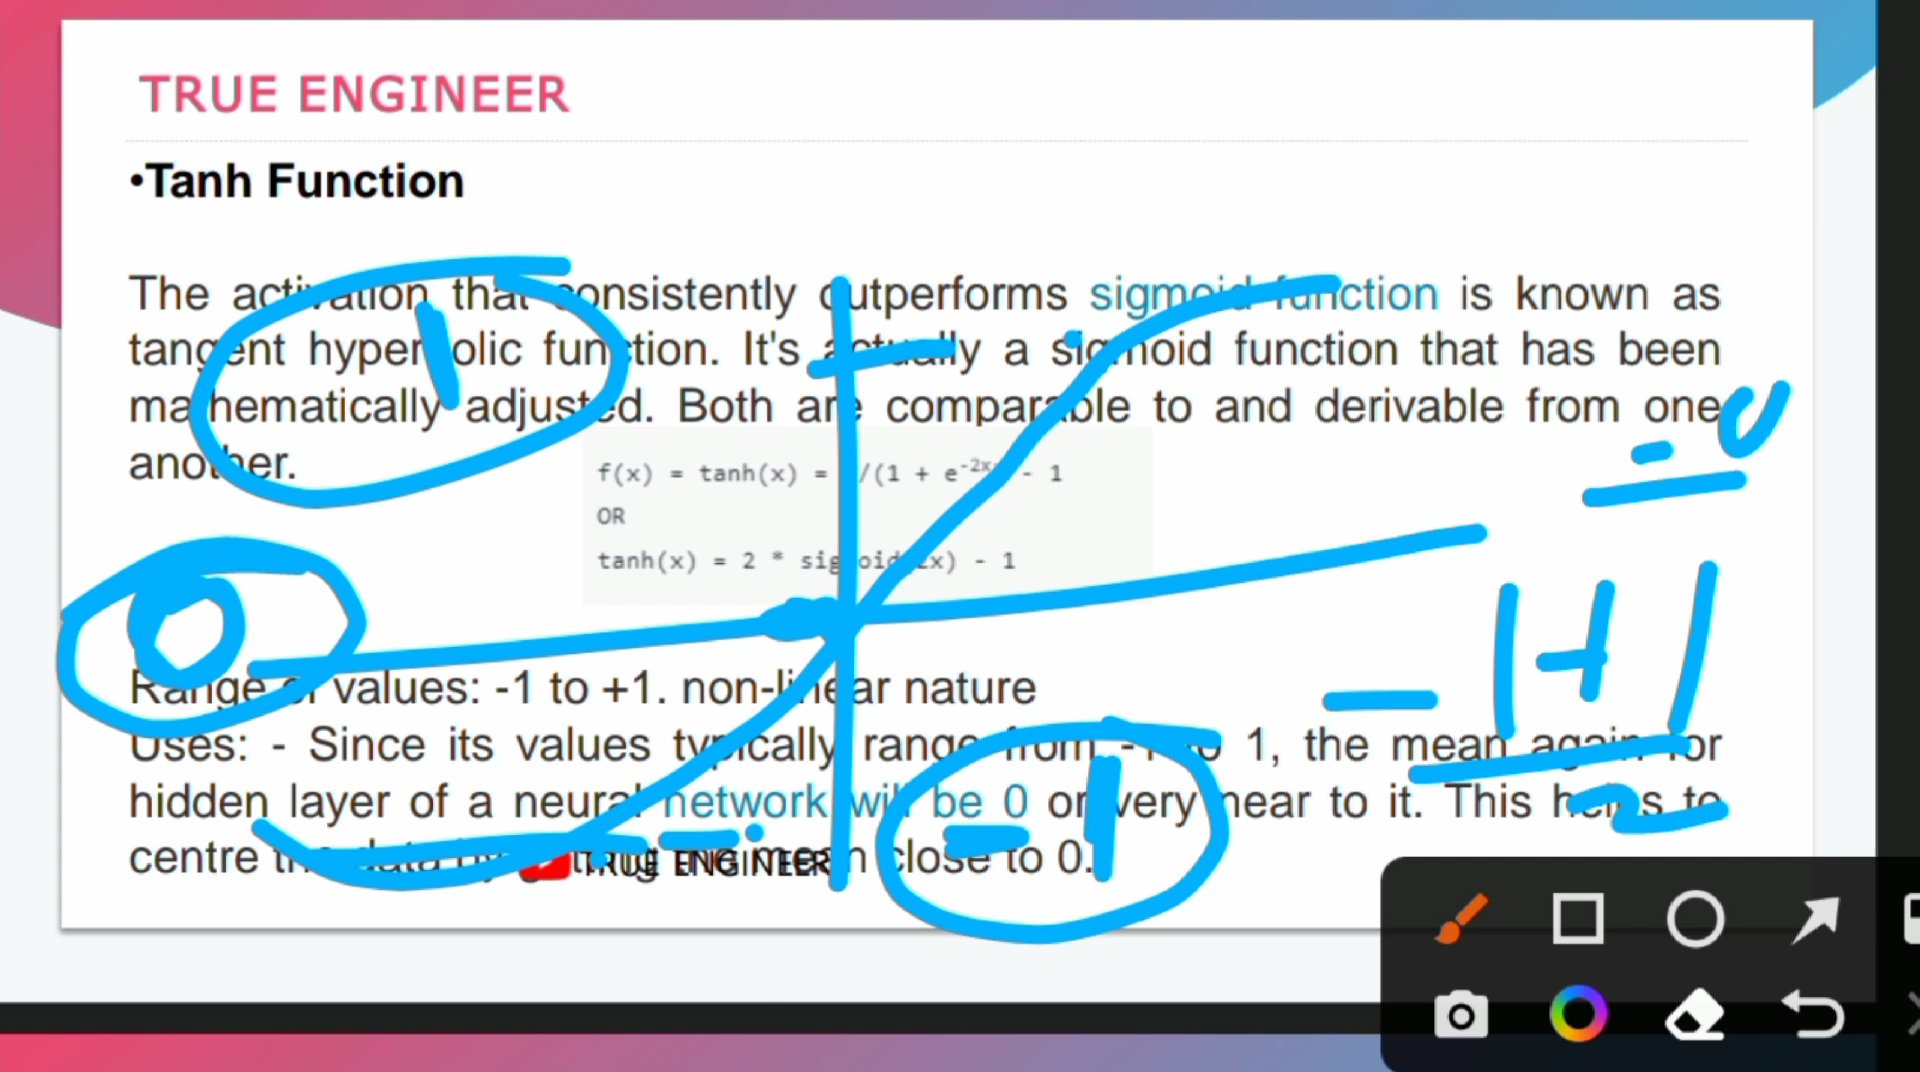 TRUE ENGINEER
•Tanh Function
The activation that consistently outperforms sigmoid function is known as
tangent hyperbolic function. It's actually a sigmoid function that has been
mathematically adjusted. Both are comparable to and derivable from one
another.
f(x) = tanh(x) = /(1 + e^-2x) - 1
OR
tanh(x) = 2 * sigmoid(2x) - 1
Range of values: -1 to +1. non-linear nature
Uses: - Since its values typically range from -1 to 1, the mean again for
hidden layer of a neural network will be 0 or very near to it. This helps to
centre the data by getting the mean close to 0.
TRUE ENGINEER
1
0
-1
-1+1
2
= 0